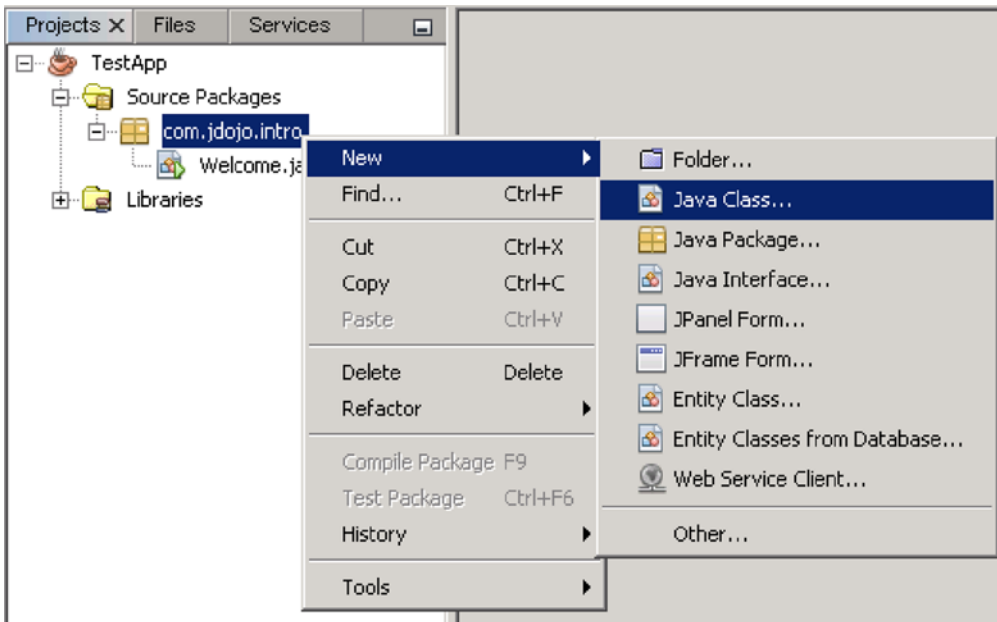 Projects X Files Services
TestApp
Source Packages
com.jdojo.intro
Welcome.ja
Libraries
New
Find... Ctrl+F
Cut Ctrl+X
Copy Ctrl+C
Paste Ctrl+V
Delete Delete
Refactor
Compile Package F9
Test Package Ctrl+F6
History
Tools
Folder...
Java Class...
Java Package...
Java Interface...
JPanel Form...
JFrame Form...
Entity Class...
Entity Classes from Database...
Web Service Client...
Other...